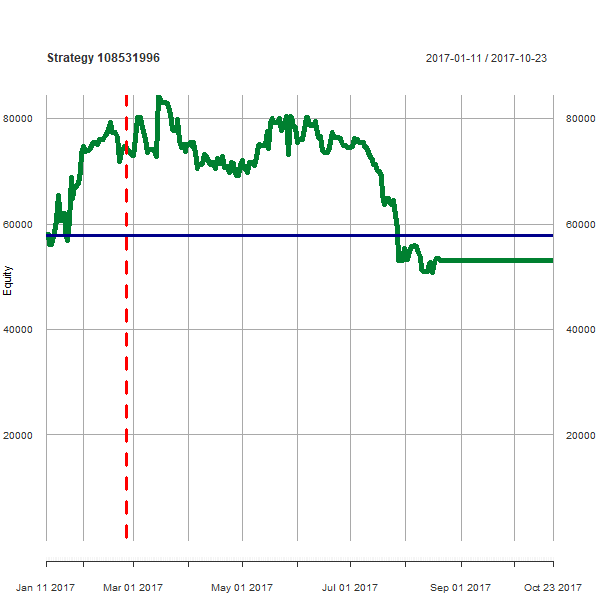 Strategy 108531996
2017-01-11 / 2017-10-23
80000 80000
60000 60000
Equity
40000 40000
20000 20000
Jan 11 2017 Mar 01 2017 May 01 2017 Jul 01 2017 Sep 01 2017 Oct 23 2017